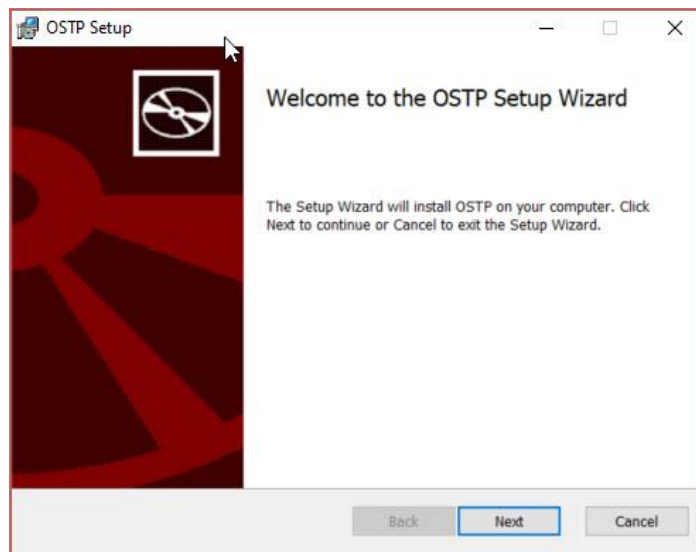 OSTP Setup
Welcome to the OSTP Setup Wizard
The Setup Wizard will install OSTP on your computer. Click
Next to continue or Cancel to exit the Setup Wizard.
Back Next Cancel